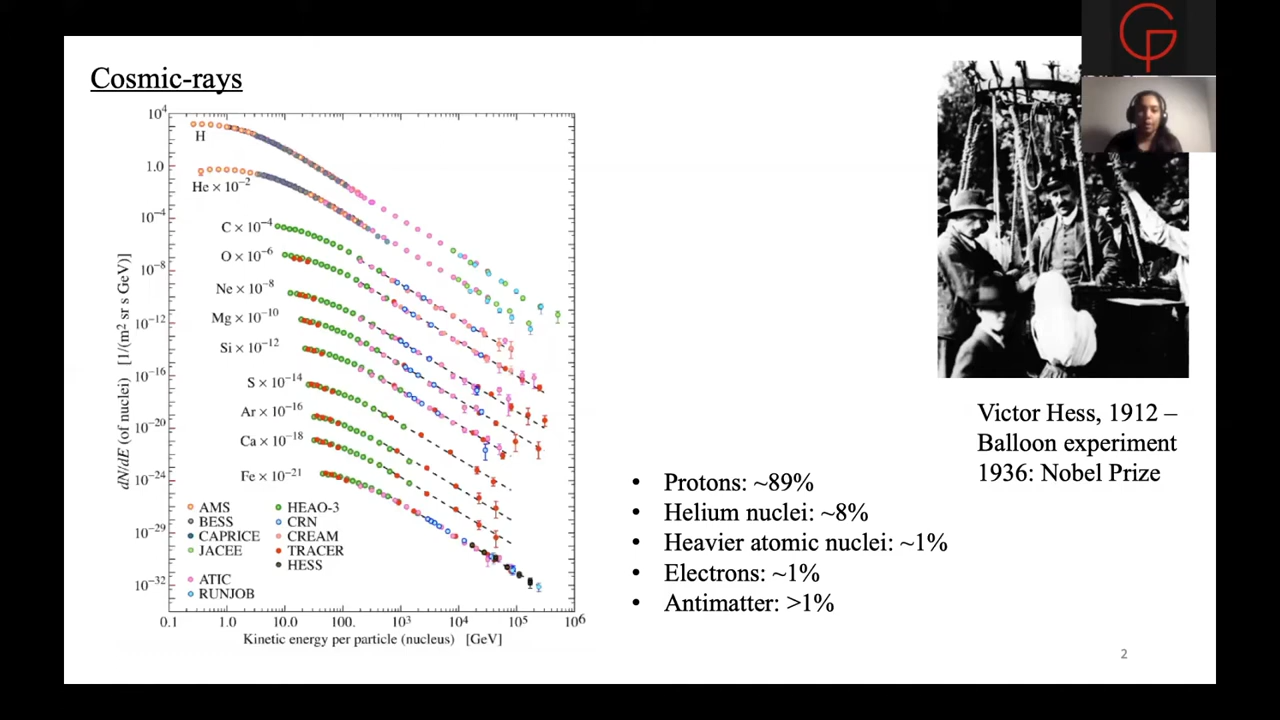 Cosmic-rays
10⁴
1.0
10⁻⁴
10⁻⁸
10⁻¹²
10⁻¹⁶
10⁻²⁰
10⁻²⁴
10⁻²⁹
10⁻³²
dN/dE (of nuclei) [1/(m² sr s GeV)]
H
He × 10⁻²
C × 10⁻⁴
O × 10⁻⁶
Ne × 10⁻⁸
Mg × 10⁻¹⁰
Si × 10⁻¹²
S × 10⁻¹⁴
Ar × 10⁻¹⁶
Ca × 10⁻¹⁸
Fe × 10⁻²¹
AMS
BESS
CAPRICE
JACEE
ATIC
RUNJOB
HEAO-3
CRN
CREAM
TRACER
HESS
0.1 1.0 10.0 100. 10³ 10⁴ 10⁵ 10⁶
Kinetic energy per particle (nucleus) [GeV]
• Protons: ~89%
• Helium nuclei: ~8%
• Heavier atomic nuclei: ~1%
• Electrons: ~1%
• Antimatter: >1%
Victor Hess, 1912 –
Balloon experiment
1936: Nobel Prize
2